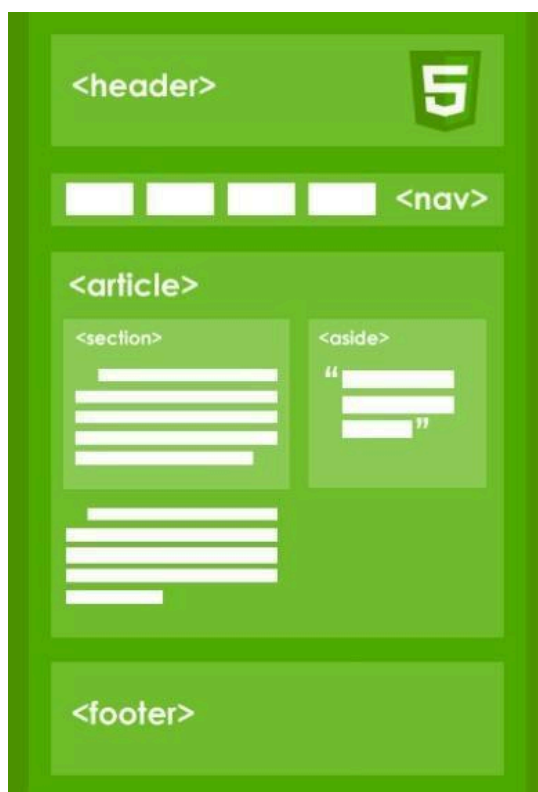 <header>
5
<nav>
<article>
<section>
<aside>
“
”
<footer>